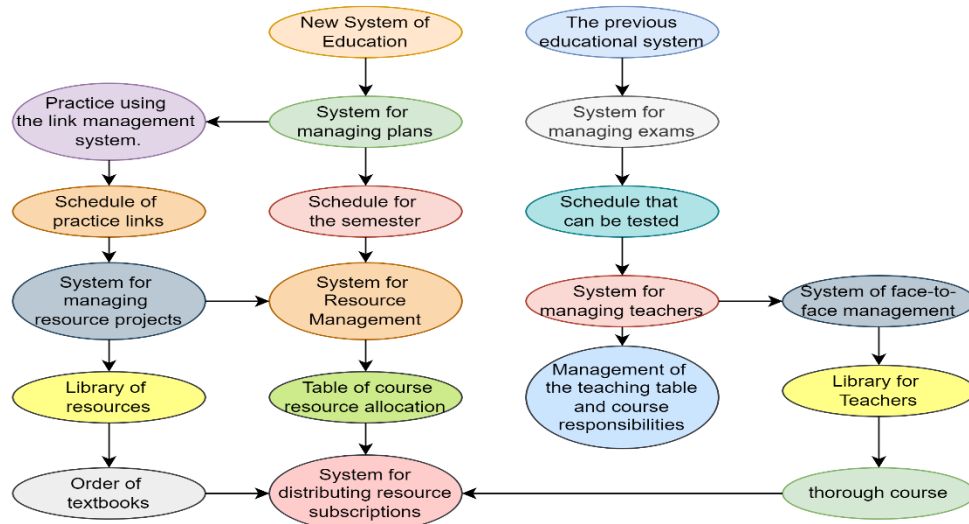 New System of
Education
The previous
educational system
Practice using
the link management
system.
System for
managing plans
System for
managing exams
Schedule of
practice links
Schedule for
the semester
Schedule that
can be tested
System for
managing
resource projects
System for
Resource
Management
System for
managing teachers
System of face-to-
face management
Library of
resources
Table of course
resource allocation
Management of
the teaching table
and course
responsibilities
Library for
Teachers
Order of
textbooks
System for
distributing resource
subscriptions
thorough course